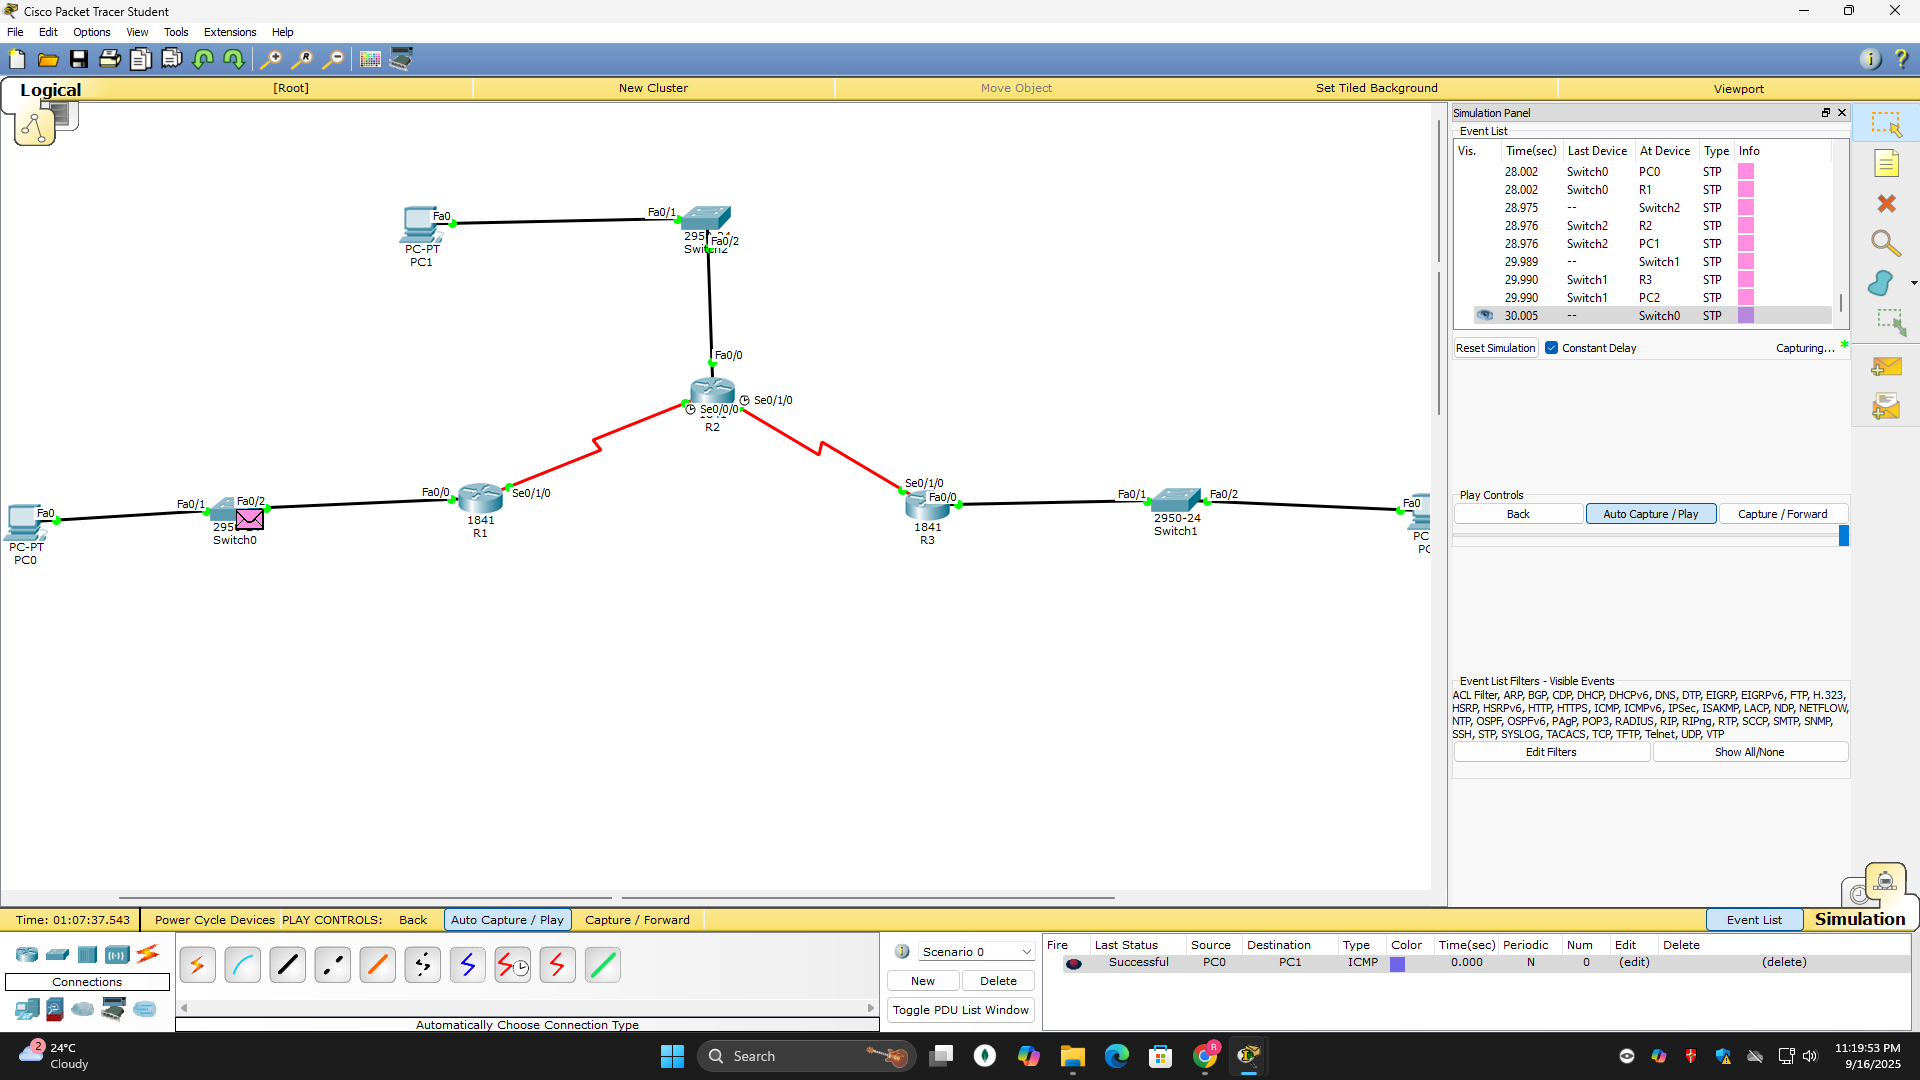 Cisco Packet Tracer Student
File Edit Options View Tools Extensions Help
Logical [Root] New Cluster Move Object Set Tiled Background Viewport
Simulation Panel
Event List
Vis. Time(sec) Last Device At Device Type Info
28.002 Switch0 PC0 STP
28.002 Switch0 R1 STP
28.975 -- Switch2 STP
28.976 Switch2 R2 STP
28.976 Switch2 PC1 STP
29.989 -- Switch1 STP
29.990 Switch1 R3 STP
29.990 Switch1 PC2 STP
30.005 -- Switch0 STP
Reset Simulation Constant Delay Capturing... *
Play Controls
Back Auto Capture / Play Capture / Forward
Event List Filters - Visible Events
ACL Filter, ARP, BGP, CDP, DHCP, DHCPv6, DNS, DTP, EIGRP, EIGRPv6, FTP, H.323,
HSRP, HSRPv6, HTTP, HTTPS, ICMP, ICMPv6, IPSec, ISAKMP, LACP, NDP, NETFLOW,
NTP, OSPF, OSPFv6, PAgP, POP3, RADIUS, RIP, RIPng, RTP, SCCP, SMTP, SNMP,
SSH, STP, SYSLOG, TACACS, TCP, TFTP, Telnet, UDP, VTP
Edit Filters Show All/None
Fa0
PC-PT
PC1
Fa0/1
Fa0/2
Fa0/0
Se0/1/0
Se0/0/0
R2
Fa0
PC-PT
PC0
Fa0/1
Fa0/2
Switch0
Fa0/0
Se0/1/0
1841
R1
Se0/1/0
Fa0/0
1841
R3
Fa0/1
Fa0/2
2950-24
Switch1
Fa0
Time: 01:07:37.543 Power Cycle Devices PLAY CONTROLS: Back Auto Capture / Play Capture / Forward Event List Simulation
Connections
Automatically Choose Connection Type
Scenario 0
New Delete
Toggle PDU List Window
Fire Last Status Source Destination Type Color Time(sec) Periodic Num Edit Delete
Successful PC0 PC1 ICMP 0.000 N 0 (edit) (delete)
2
24°C
Cloudy
Search
R
11:19:53 PM
9/16/2025